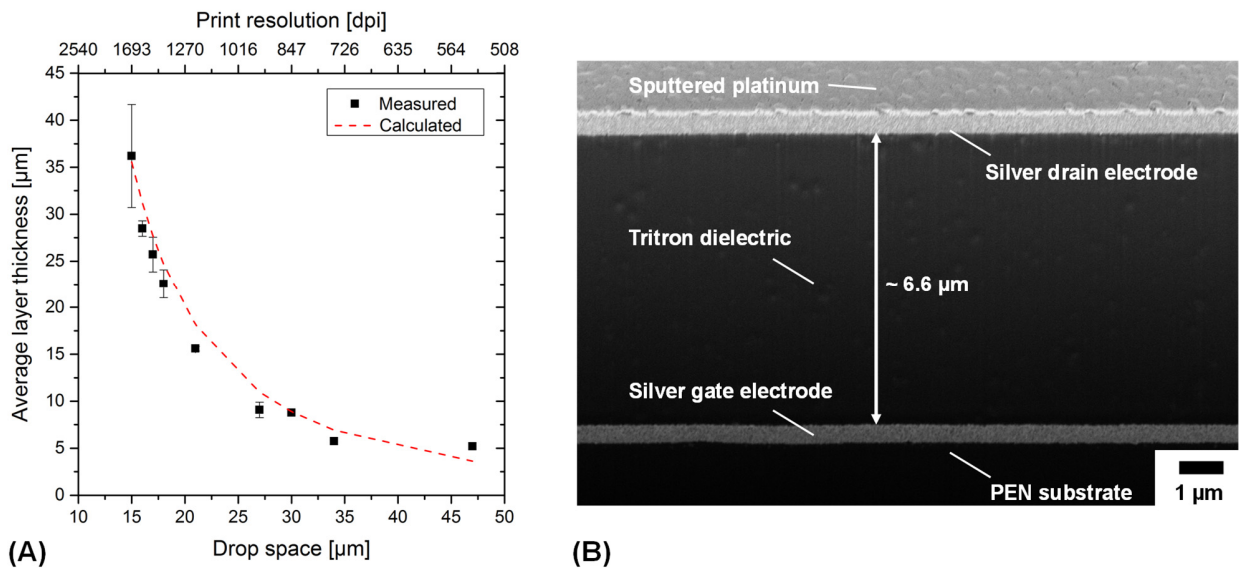 (A)
Print resolution [dpi]
2540 1693 1270 1016 847 726 635 564 508
Average layer thickness [µm]
45
40
35
30
25
20
15
10
5
0
Measured
Calculated
10 15 20 25 30 35 40 45 50
Drop space [µm]
(B)
Sputtered platinum
Silver drain electrode
Tritron dielectric
~ 6.6 µm
Silver gate electrode
PEN substrate
1 µm